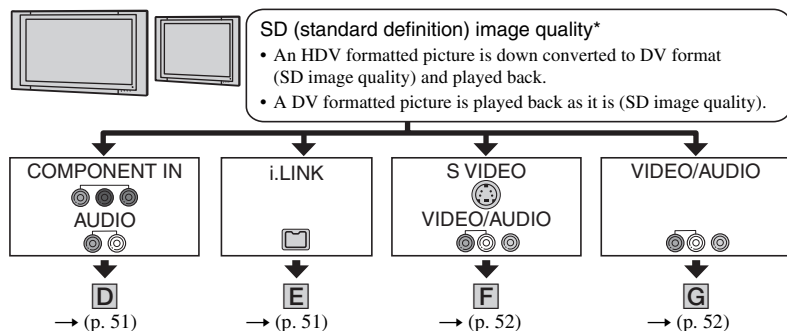 SD (standard definition) image quality*
• An HDV formatted picture is down converted to DV format
(SD image quality) and played back.
• A DV formatted picture is played back as it is (SD image quality).
COMPONENT IN
AUDIO
i.LINK
S VIDEO
VIDEO/AUDIO
VIDEO/AUDIO
D
→ (p. 51)
E
→ (p. 51)
F
→ (p. 52)
G
→ (p. 52)